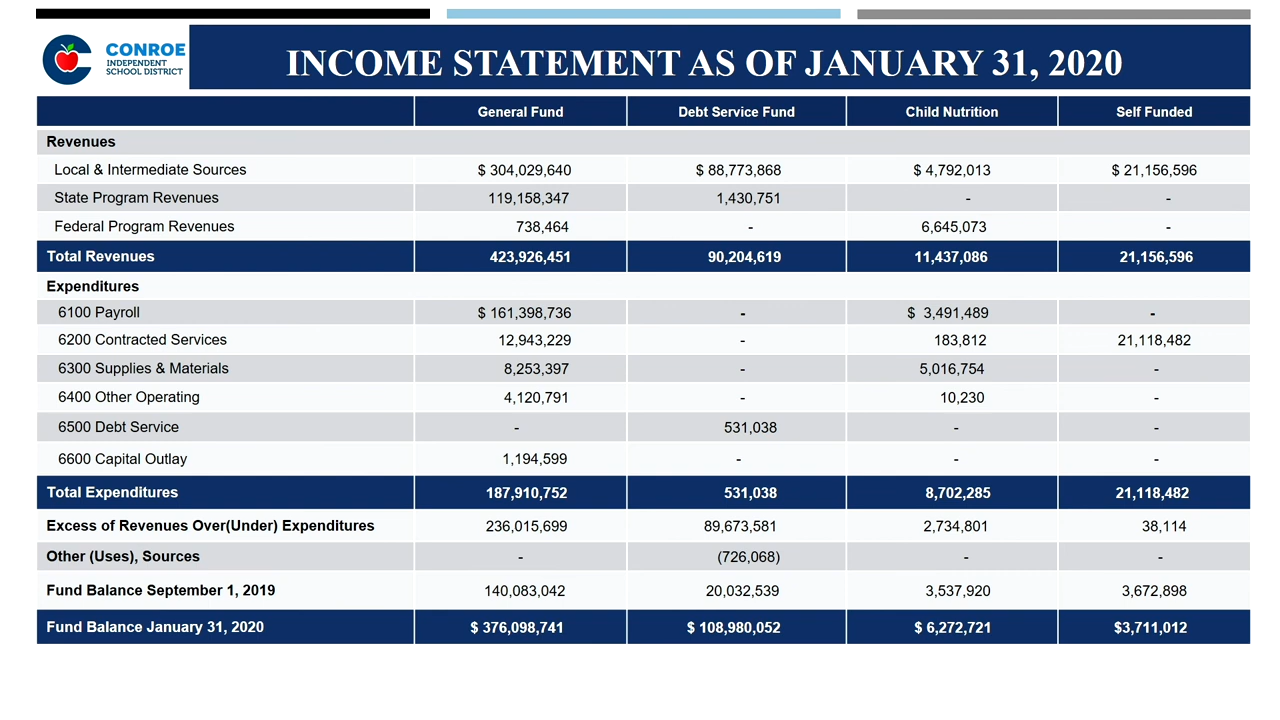 CONROE
INDEPENDENT
SCHOOL DISTRICT
INCOME STATEMENT AS OF JANUARY 31, 2020
General Fund Debt Service Fund Child Nutrition Self Funded
Revenues
Local & Intermediate Sources $ 304,029,640 $ 88,773,868 $ 4,792,013 $ 21,156,596
State Program Revenues 119,158,347 1,430,751 - -
Federal Program Revenues 738,464 - 6,645,073 -
Total Revenues 423,926,451 90,204,619 11,437,086 21,156,596
Expenditures
6100 Payroll $ 161,398,736 - $ 3,491,489 -
6200 Contracted Services 12,943,229 - 183,812 21,118,482
6300 Supplies & Materials 8,253,397 - 5,016,754 -
6400 Other Operating 4,120,791 - 10,230 -
6500 Debt Service - 531,038 - -
6600 Capital Outlay 1,194,599 - - -
Total Expenditures 187,910,752 531,038 8,702,285 21,118,482
Excess of Revenues Over(Under) Expenditures 236,015,699 89,673,581 2,734,801 38,114
Other (Uses), Sources - (726,068) - -
Fund Balance September 1, 2019 140,083,042 20,032,539 3,537,920 3,672,898
Fund Balance January 31, 2020 $ 376,098,741 $ 108,980,052 $ 6,272,721 $3,711,012